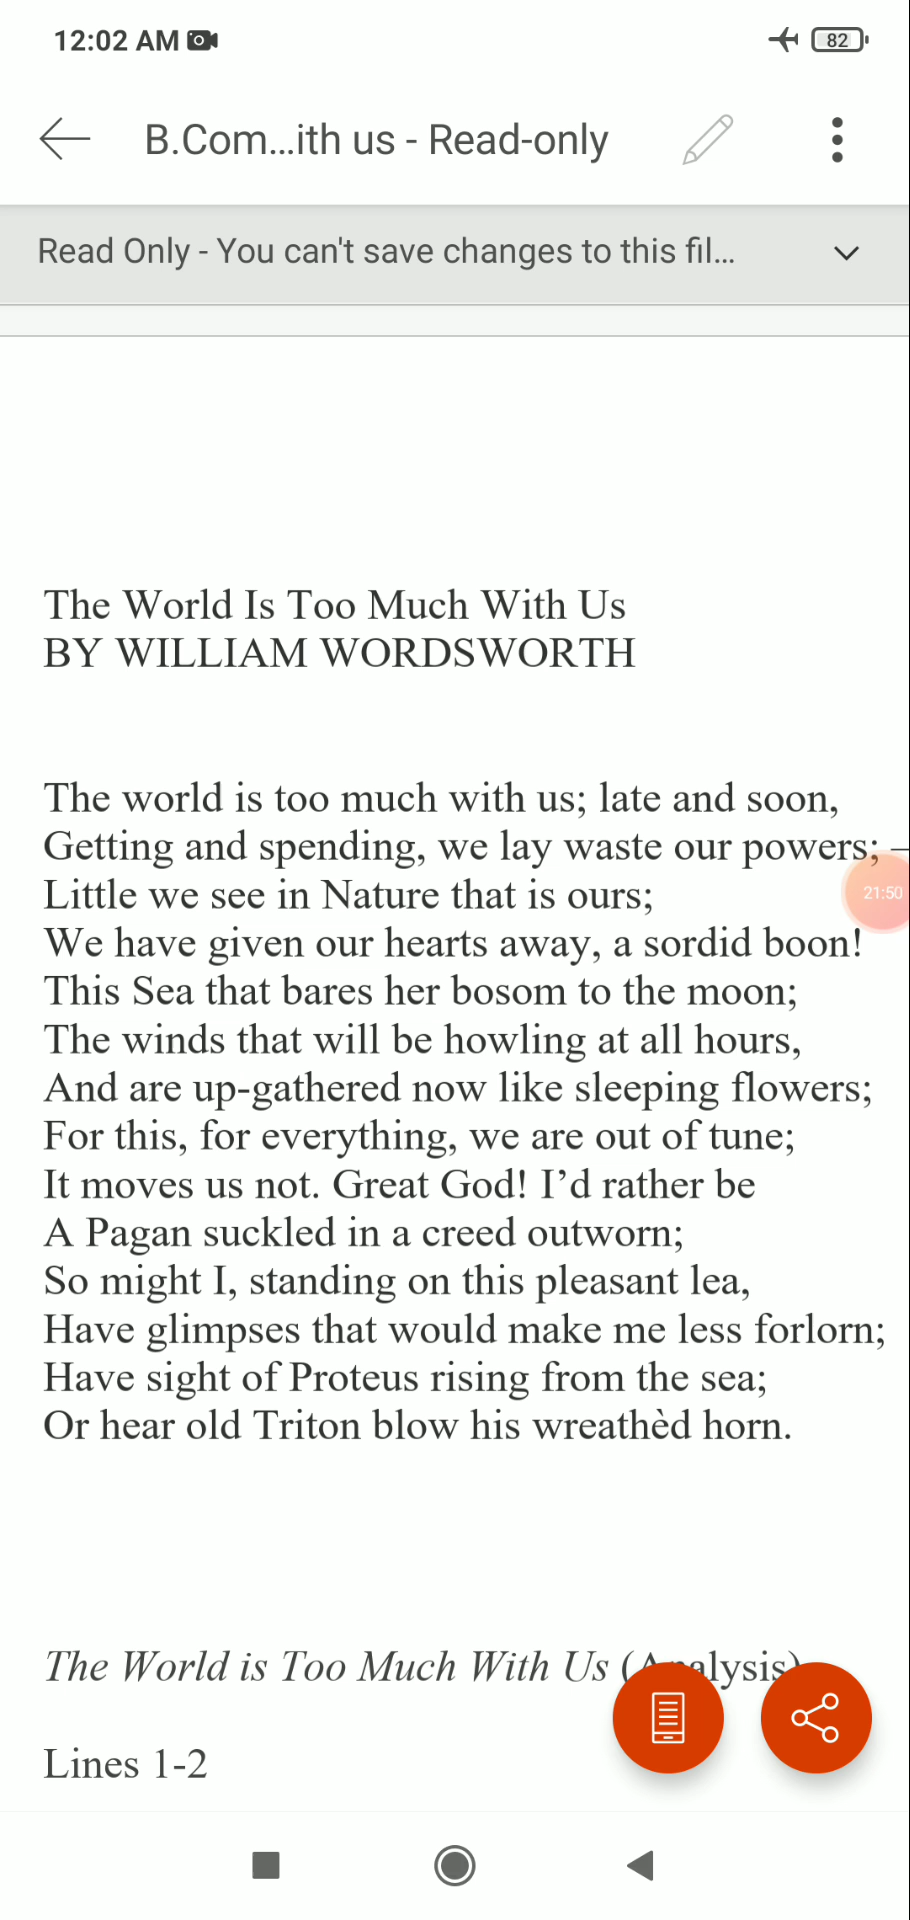 12:02 AM
82
B.Com...ith us - Read-only
Read Only - You can't save changes to this fil...
The World Is Too Much With Us
BY WILLIAM WORDSWORTH
The world is too much with us; late and soon,
Getting and spending, we lay waste our powers;—
21:50
Little we see in Nature that is ours;
We have given our hearts away, a sordid boon!
This Sea that bares her bosom to the moon;
The winds that will be howling at all hours,
And are up-gathered now like sleeping flowers;
For this, for everything, we are out of tune;
It moves us not. Great God! I’d rather be
A Pagan suckled in a creed outworn;
So might I, standing on this pleasant lea,
Have glimpses that would make me less forlorn;
Have sight of Proteus rising from the sea;
Or hear old Triton blow his wreathèd horn.
The World is Too Much With Us (Analysis)
Lines 1-2